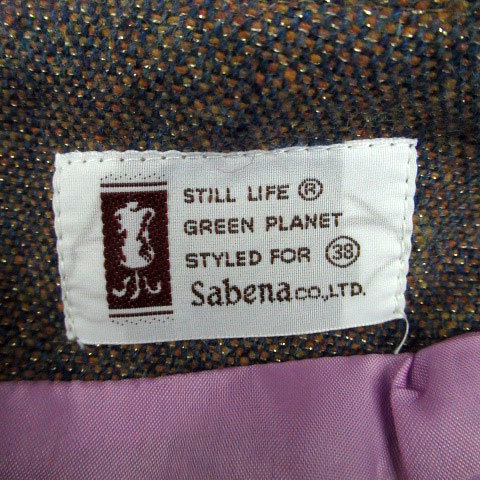 STILL LIFE ®
GREEN PLANET
STYLED FOR 38
Sabena CO.,LTD.